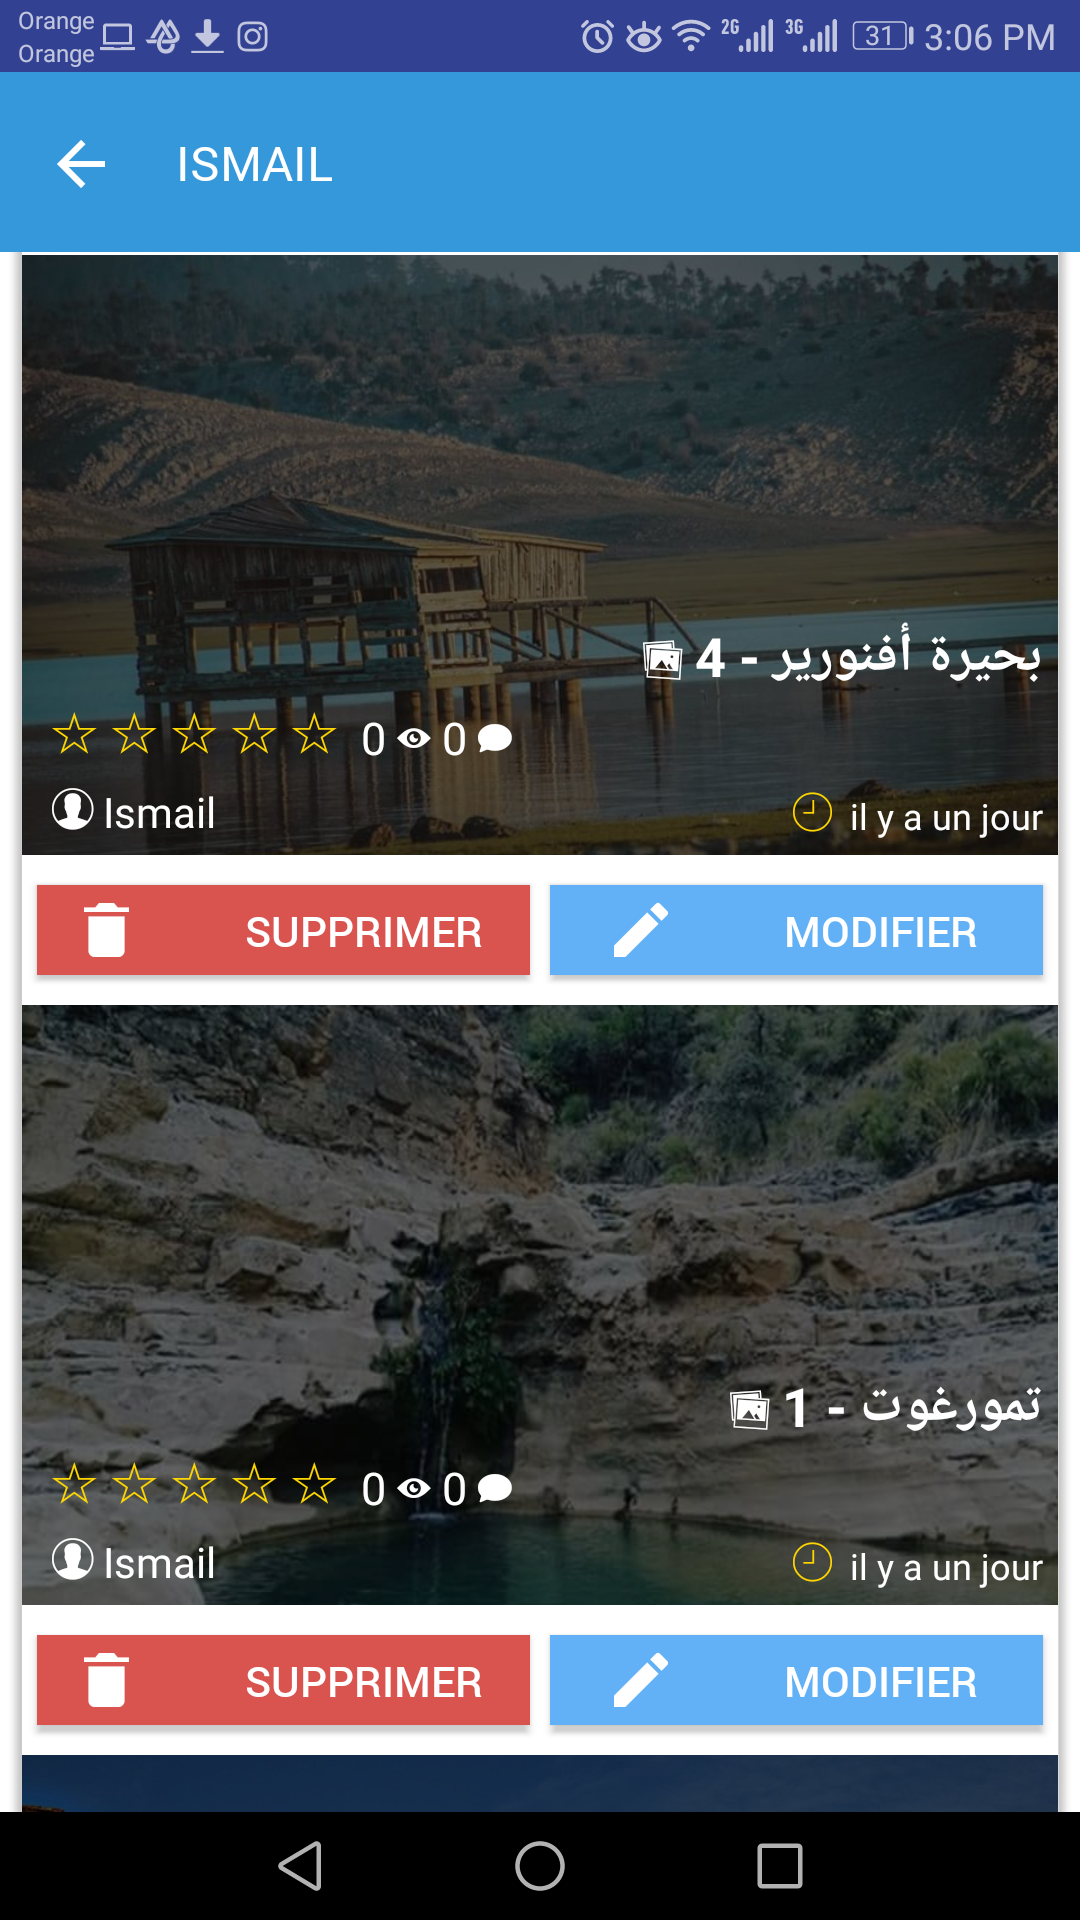 Orange
Orange
2G 3G 31 3:06 PM
ISMAIL
بحيرة أفنورير - 4
0 0
Ismail
il y a un jour
SUPPRIMER
MODIFIER
تمورغوت - 1
0 0
Ismail
il y a un jour
SUPPRIMER
MODIFIER